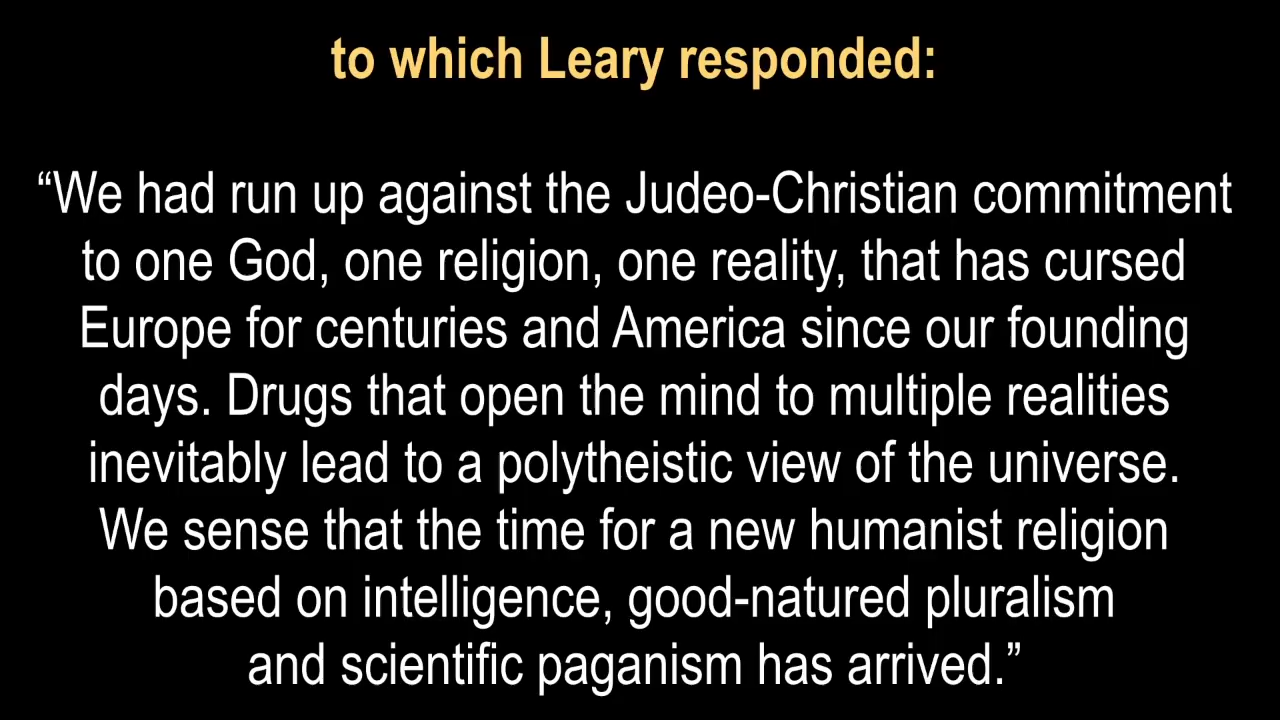 to which Leary responded:
“We had run up against the Judeo-Christian commitment
to one God, one religion, one reality, that has cursed
Europe for centuries and America since our founding
days. Drugs that open the mind to multiple realities
inevitably lead to a polytheistic view of the universe.
We sense that the time for a new humanist religion
based on intelligence, good-natured pluralism
and scientific paganism has arrived.”